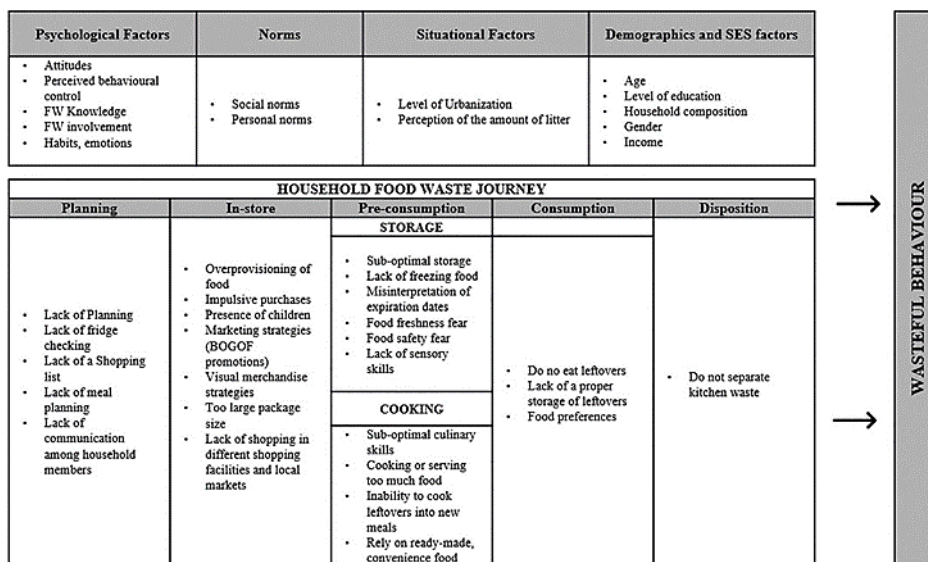 Psychological Factors
Attitudes
Perceived behavioural
control
FW Knowledge
FW involvement
Habits, emotions
Norms
Social norms
Personal norms
Situational Factors
Level of Urbanization
Perception of the amount of litter
Demographics and SES factors
Age
Level of education
Household composition
Gender
Income
HOUSEHOLD FOOD WASTE JOURNEY
Planning
Lack of Planning
Lack of fridge
checking
Lack of a Shopping
list
Lack of meal
planning
Lack of
communication
among household
members
In-store
Overprovisioning of
food
Impulsive purchases
Presence of children
Marketing strategies
(BOGOF
promotions)
Visual merchandise
strategies
Too large package
size
Lack of shopping in
different shopping
facilities and local
markets
Pre-consumption
STORAGE
Sub-optimal storage
Lack of freezing food
Misinterpretation of
expiration dates
Food freshness fear
Food safety fear
Lack of sensory
skills
COOKING
Sub-optimal culinary
skills
Cooking or serving
too much food
Inability to cook
leftovers into new
meals
Rely on ready-made,
convenience food
Consumption
Do no eat leftovers
Lack of a proper
storage of leftovers
Food preferences
Disposition
Do not separate
kitchen waste
WASTEFUL BEHAVIOUR